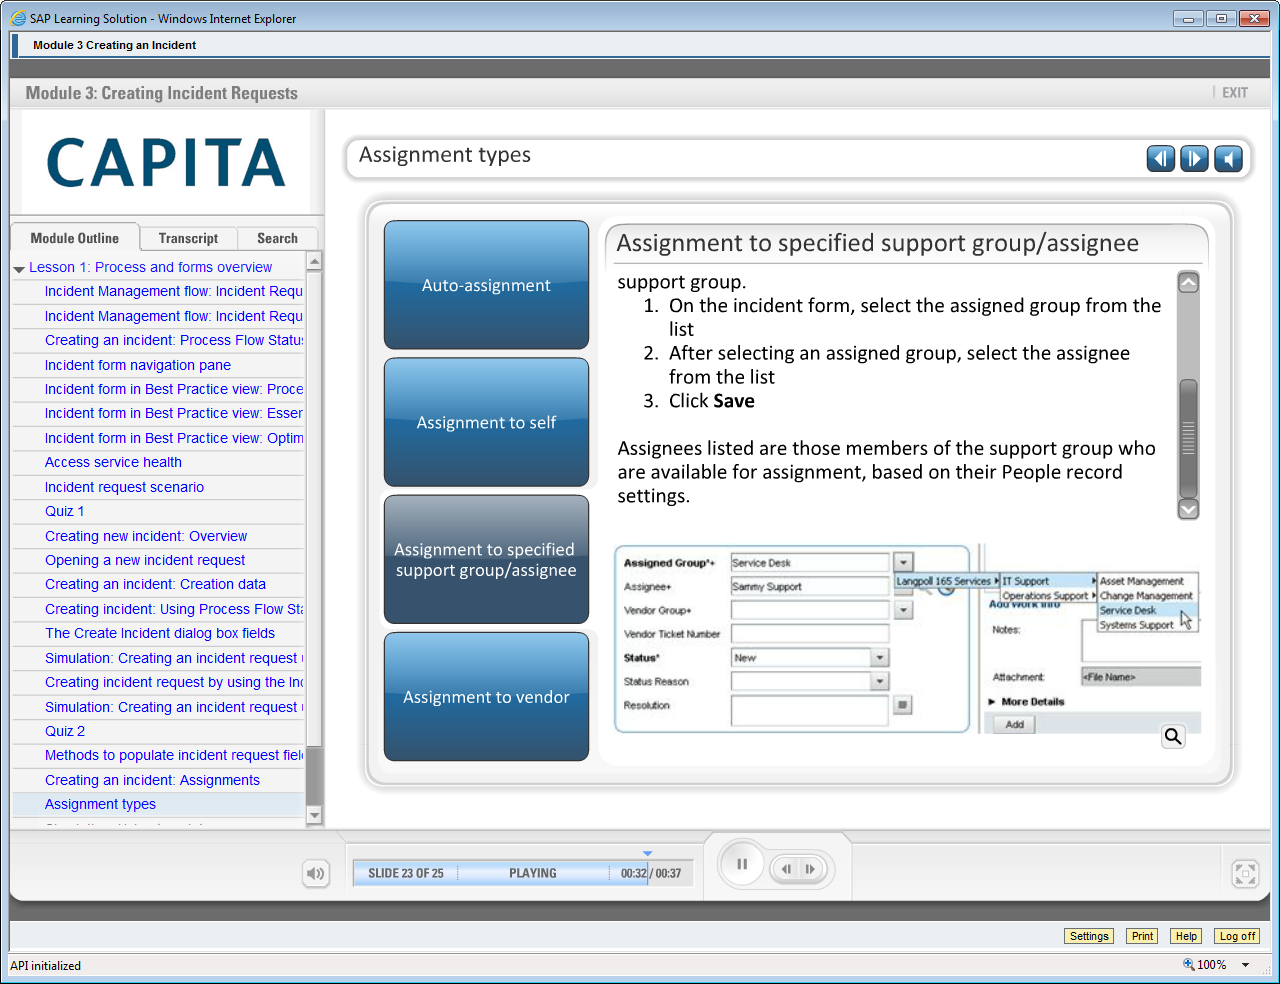 SAP Learning Solution - Windows Internet Explorer
Module 3 Creating an Incident
Module 3: Creating Incident Requests
EXIT
CAPITA
Module Outline
Transcript
Search
Lesson 1: Process and forms overview
Incident Management flow: Incident Requ
Incident Management flow: Incident Requ
Creating an incident: Process Flow Status
Incident form navigation pane
Incident form in Best Practice view: Proce
Incident form in Best Practice view: Essen
Incident form in Best Practice view: Optim
Access service health
Incident request scenario
Quiz 1
Creating new incident: Overview
Opening a new incident request
Creating an incident: Creation data
Creating incident: Using Process Flow Sta
The Create Incident dialog box fields
Simulation: Creating an incident request
Creating incident request by using the Inc
Simulation: Creating an incident request
Quiz 2
Methods to populate incident request field
Creating an incident: Assignments
Assignment types
Assignment types
Auto-assignment
Assignment to self
Assignment to specified
support group/assignee
Assignment to vendor
Assignment to specified support group/assignee
support group.
1. On the incident form, select the assigned group from the
list
2. After selecting an assigned group, select the assignee
from the list
3. Click Save
Assignees listed are those members of the support group who
are available for assignment, based on their People record
settings.
Assigned Group*+
Service Desk
Assignee+
Sammy Support
Vendor Group+
Vendor Ticket Number
Status*
New
Status Reason
Resolution
Langpoll 165 Services
IT Support
Operations Support
Asset Management
Change Management
Service Desk
Systems Support
Add Work Info
Notes:
Attachment:
<File Name>
More Details
Add
SLIDE 23 OF 25
PLAYING
00:32 / 00:37
Settings
Print
Help
Log off
API initialized
100%